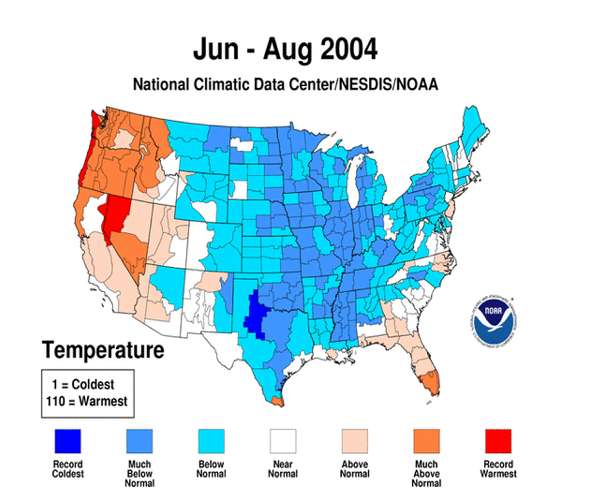 Jun - Aug 2004
National Climatic Data Center/NESDIS/NOAA
NOAA
Temperature
1 = Coldest
110 = Warmest
Record
Coldest
Much
Below
Normal
Below
Normal
Near
Normal
Above
Normal
Much
Above
Normal
Record
Warmest